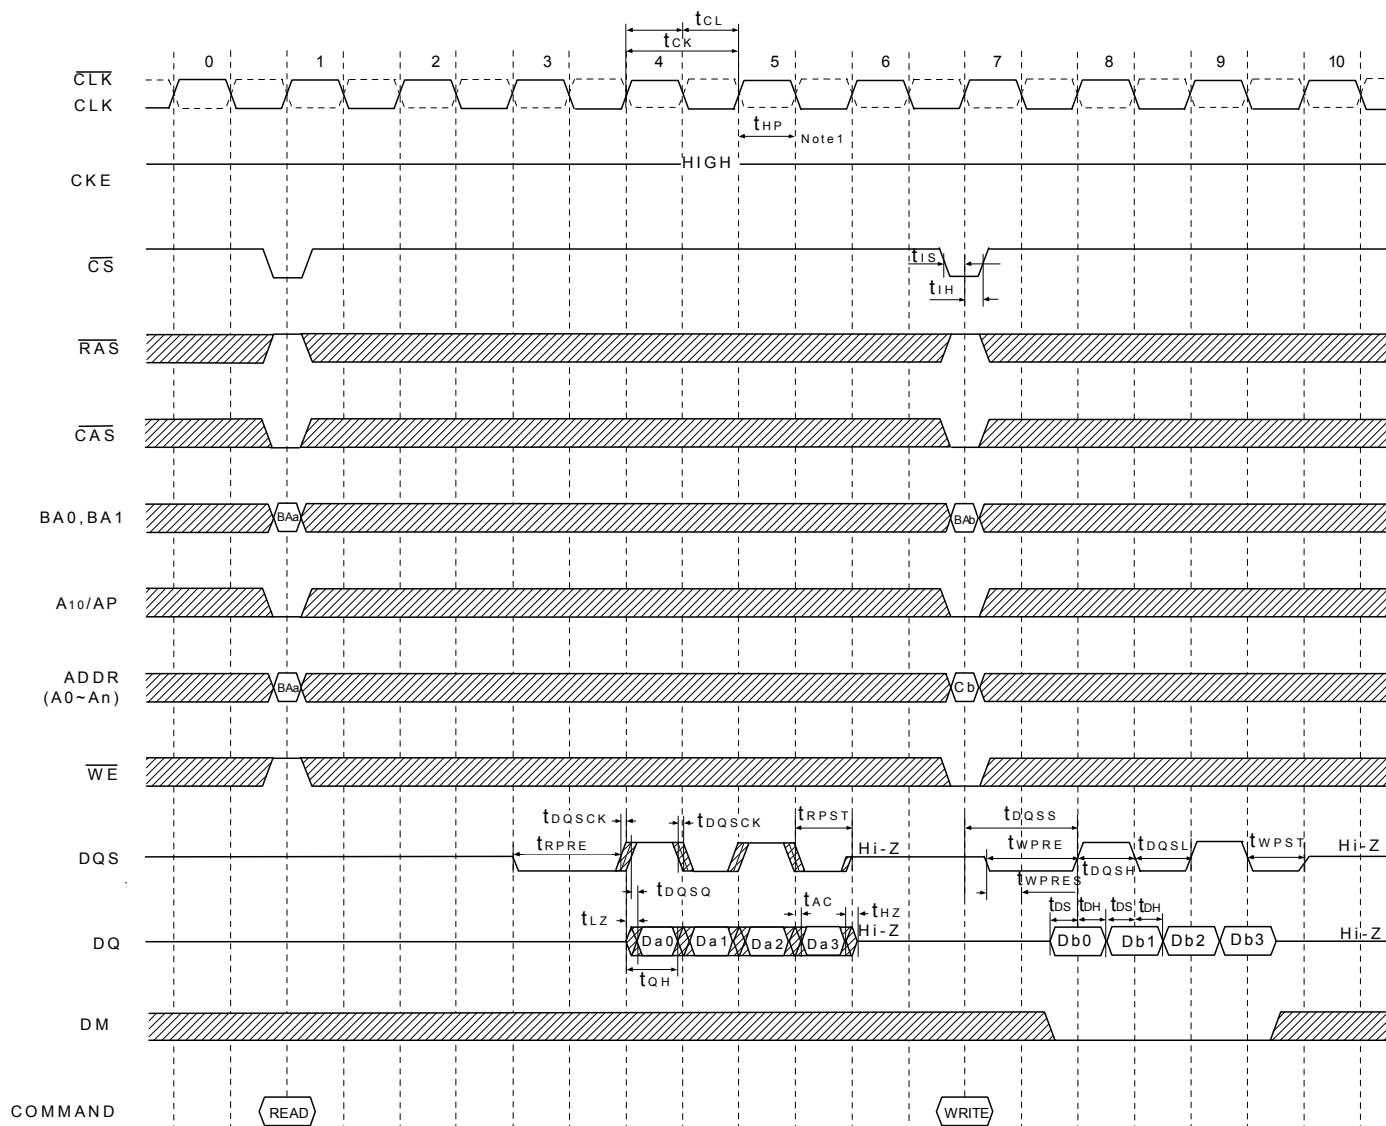 tCL
tCK
0 1 2 3 4 5 6 7 8 9 10
CLK
CLK
tHP Note1
HIGH
CKE
CS
tIS
tIH
RAS
CAS
BA0,BA1 BAa BAb
A10/AP
ADDR
(A0~An)
BAa Cb
WE
tDQSCK tDQSCK tRPST tDQSS
tRPRE Hi-Z tWPRE tDQSL tWPST Hi-Z
DQS
tDQSH
tWPRES
tDQSQ
tLZ tAC tHZ tDS tDH tDS tDH
DQ Da0 Da1 Da2 Da3 Hi-Z Db0 Db1 Db2 Db3 Hi-Z
tQH
DM
COMMAND READ WRITE